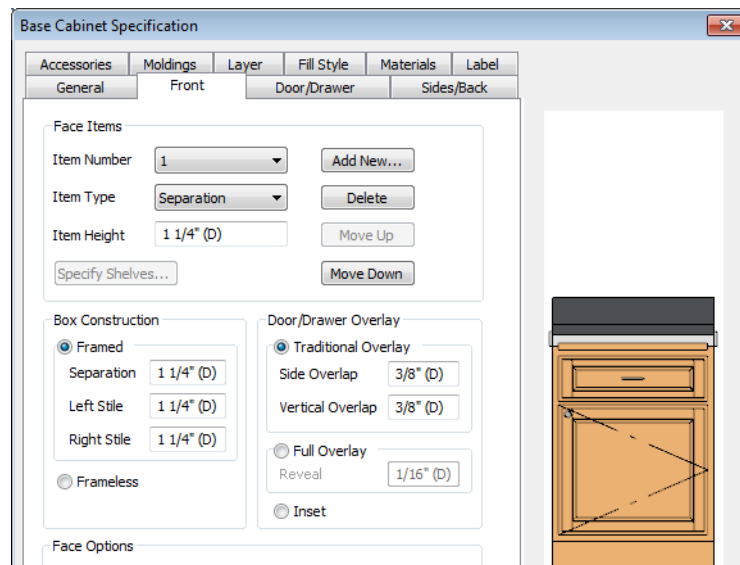 Base Cabinet Specification
Accessories Moldings Layer Fill Style Materials Label
General Front Door/Drawer Sides/Back
Face Items
Item Number 1 Add New...
Item Type Separation Delete
Item Height 1 1/4" (D) Move Up
Specify Shelves... Move Down
Box Construction Door/Drawer Overlay
Framed Traditional Overlay
Separation 1 1/4" (D) Side Overlap 3/8" (D)
Left Stile 1 1/4" (D) Vertical Overlap 3/8" (D)
Right Stile 1 1/4" (D)
Full Overlay
Frameless Reveal 1/16" (D)
Inset
Face Options